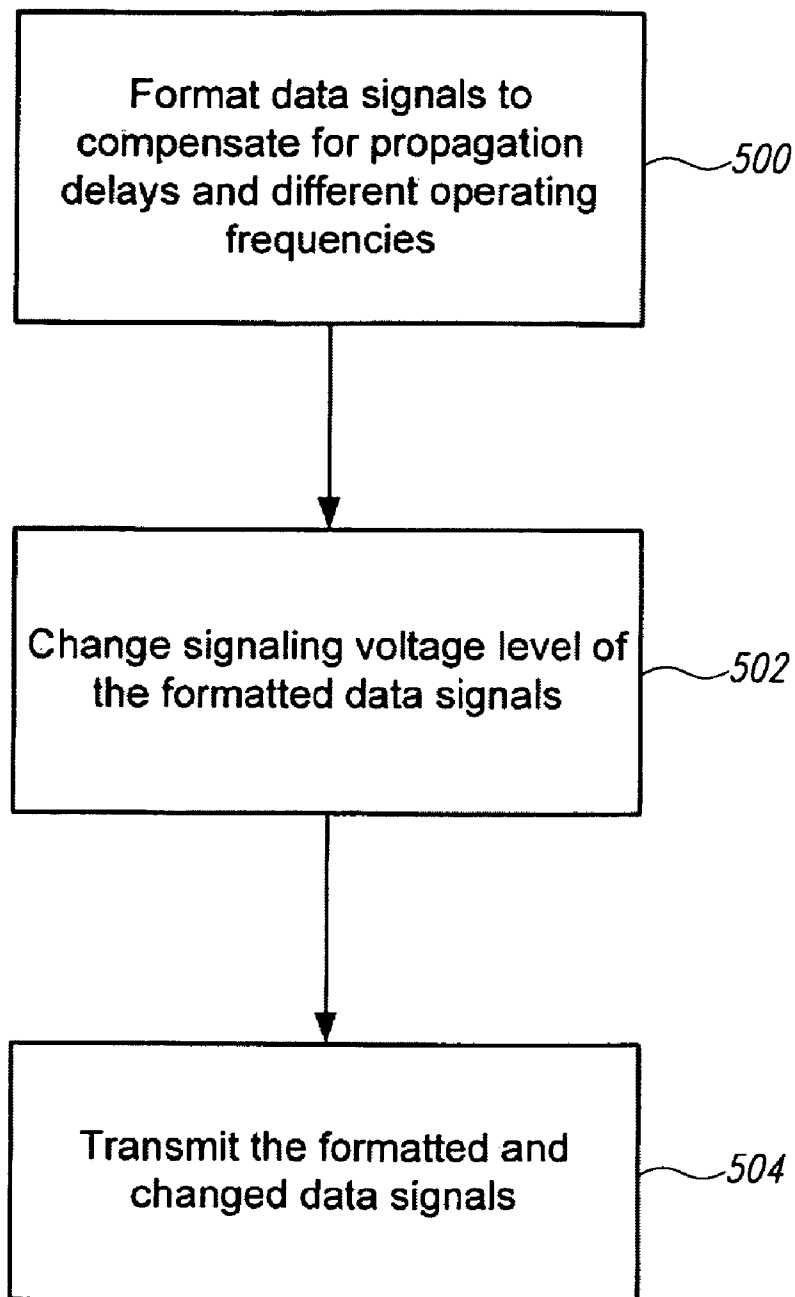 Format data signals to
compensate for propagation
delays and different operating
frequencies
500
Change signaling voltage level of
the formatted data signals
502
Transmit the formatted and
changed data signals
504